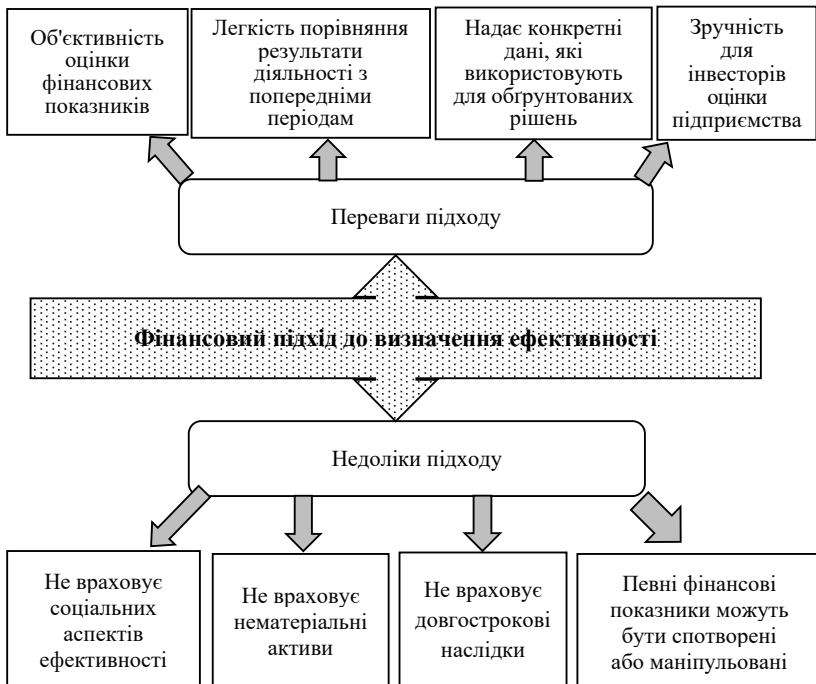 Об'єктивність
оцінки
фінансових
показників
Легкість порівняння
результати
діяльності з
попередніми
періодам
Надає конкретні
дані, які
використовують
для обґрунтованих
рішень
Зручність
для
інвесторів
оцінки
підприємства
Переваги підходу
Фінансовий підхід до визначення ефективності
Недоліки підходу
Не враховує
соціальних
аспектів
ефективності
Не враховує
нематеріальні
активи
Не враховує
довгострокові
наслідки
Певні фінансові
показники можуть
бути спотворені
або маніпульовані